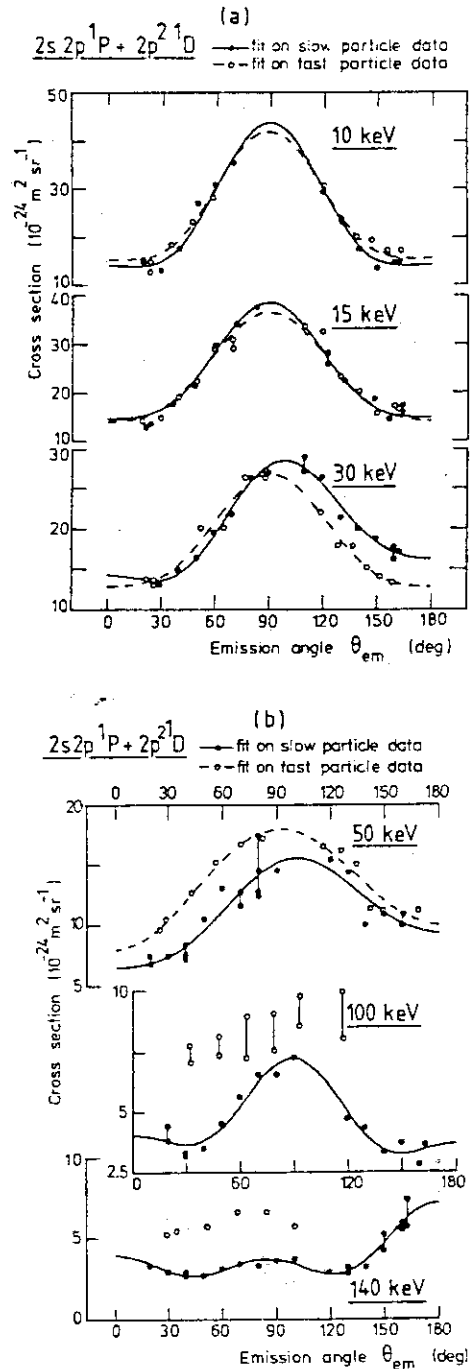 (a)
2s2p ¹P + 2p² ¹D
fit on slow particle data
fit on fast particle data
50
10 keV
30
10
40
15 keV
30
20
10
30
30 keV
20
10
0 30 60 90 120 150 180
Emission angle θem (deg)
Cross section (10⁻²⁴ m² sr⁻¹)
(b)
2s2p ¹P + 2p² ¹D
fit on slow particle data
fit on fast particle data
0 30 60 90 120 150 180
20
50 keV
10
5
10
100 keV
5
2.5
0 60 120 180
10
5
0
140 keV
0 30 60 90 120 150 180
Emission angle θem (deg)
Cross section (10⁻²⁴ m² sr⁻¹)